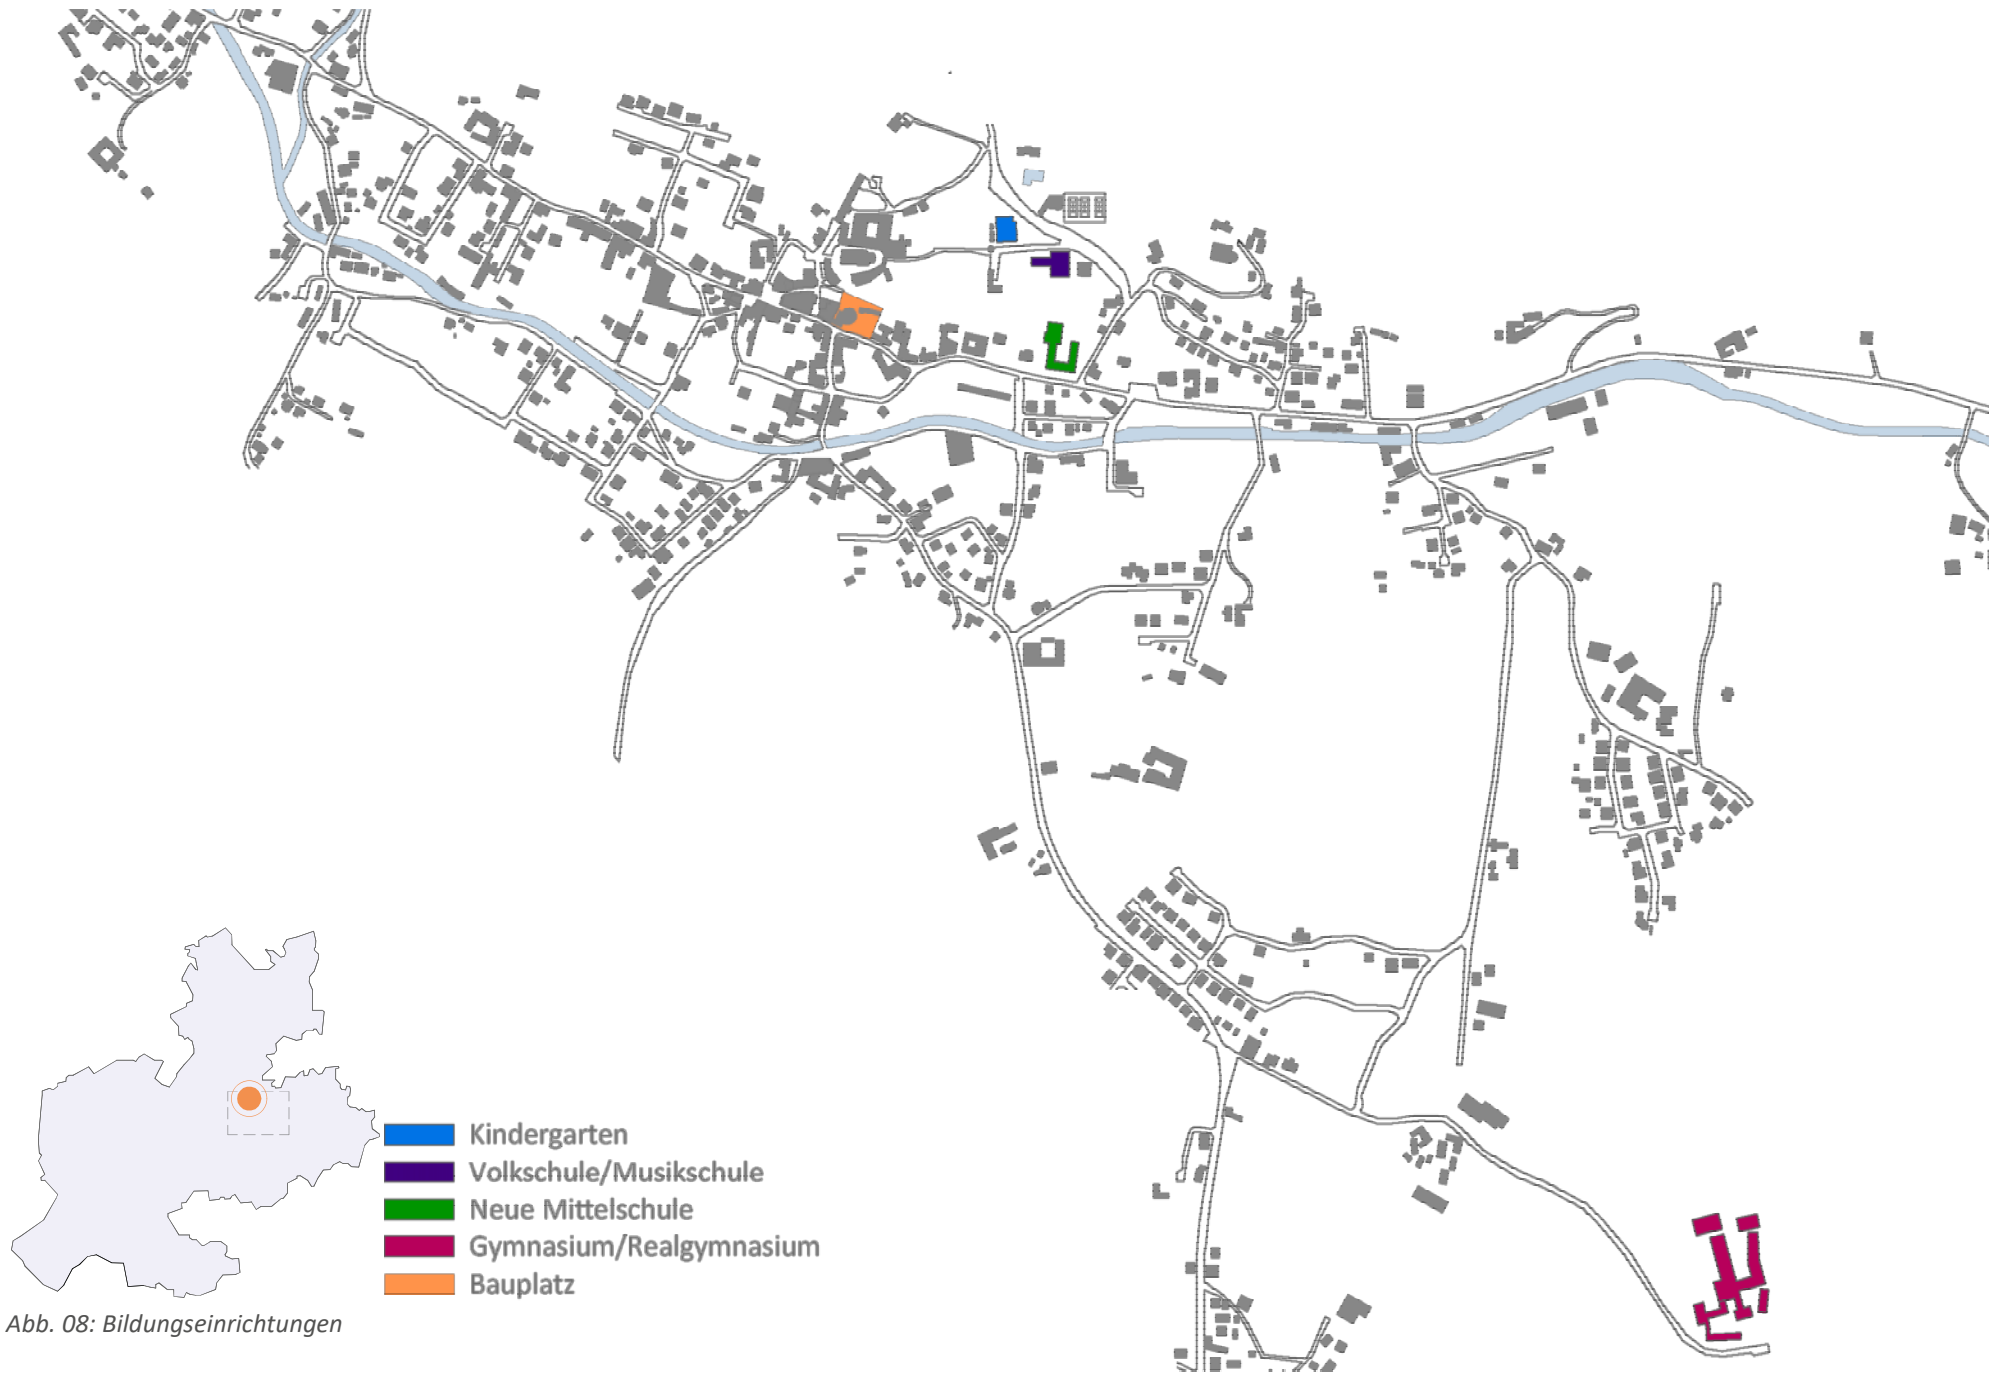 Kindergarten
Volkschule/Musikschule
Neue Mittelschule
Gymnasium/Realgymnasium
Bauplatz
Abb. 08: Bildungseinrichtungen